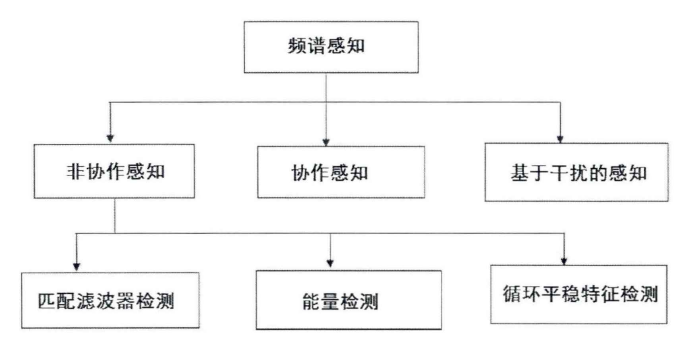 频谱感知
非协作感知
协作感知
基于干扰的感知
匹配滤波器检测
能量检测
循环平稳特征检测